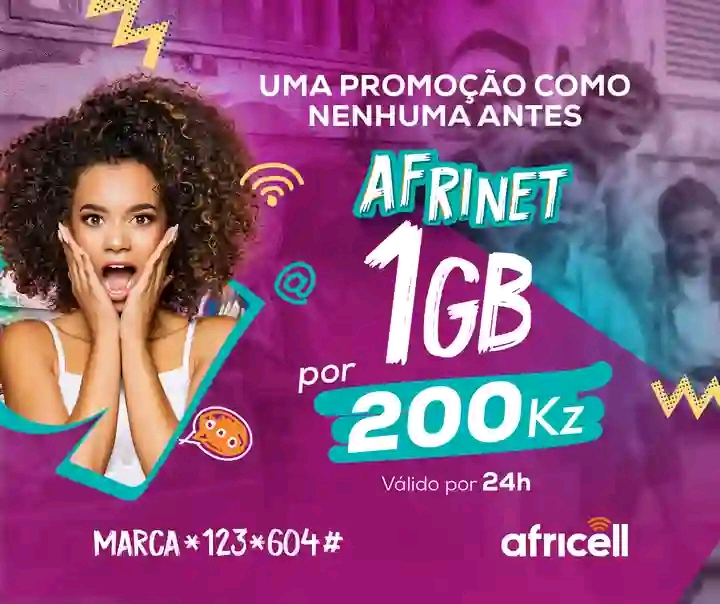 UMA PROMOÇÃO COMO
NENHUMA ANTES
AFRINET
1GB
por
200Kz
Válido por 24h
MARCA*123*604#
africell